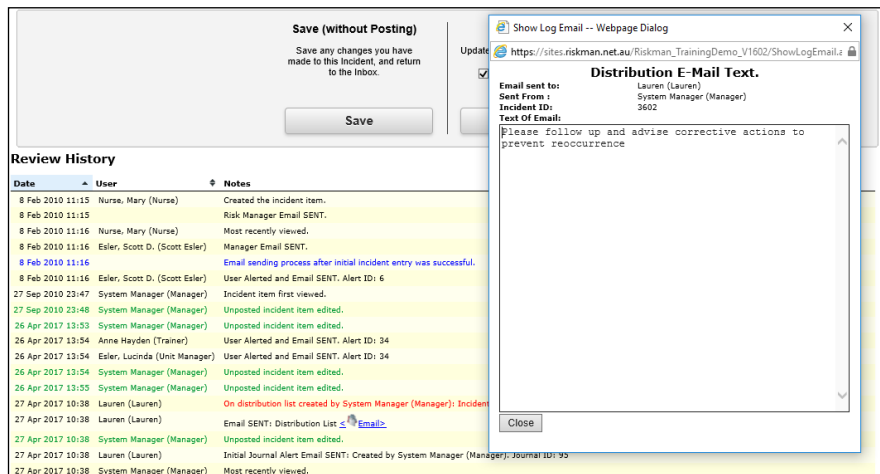 Save (without Posting)
Save any changes you have
made to this Incident, and return
to the Inbox.
Save
Update
Review History
Date User Notes
8 Feb 2010 11:15 Nurse, Mary (Nurse) Created the incident item.
8 Feb 2010 11:15 Risk Manager Email SENT.
8 Feb 2010 11:16 Nurse, Mary (Nurse) Most recently viewed.
8 Feb 2010 11:16 Esler, Scott D. (Scott Esler) Manager Email SENT.
8 Feb 2010 11:16 Email sending process after initial incident entry was successful.
8 Feb 2010 11:16 Esler, Scott D. (Scott Esler) User Alerted and Email SENT. Alert ID: 6
27 Sep 2010 23:47 System Manager (Manager) Incident item first viewed.
27 Sep 2010 23:48 System Manager (Manager) Unposted incident item edited.
26 Apr 2017 13:53 System Manager (Manager) Unposted incident item edited.
26 Apr 2017 13:54 Anne Hayden (Trainer) User Alerted and Email SENT. Alert ID: 34
26 Apr 2017 13:54 Esler, Lucinda (Unit Manager) User Alerted and Email SENT. Alert ID: 34
26 Apr 2017 13:54 System Manager (Manager) Unposted incident item edited.
26 Apr 2017 13:55 System Manager (Manager) Unposted incident item edited.
27 Apr 2017 10:38 Lauren (Lauren) On distribution list created by System Manager (Manager): Incident
27 Apr 2017 10:38 Lauren (Lauren) Email SENT: Distribution List < Email>
27 Apr 2017 10:38 System Manager (Manager) Unposted incident item edited.
27 Apr 2017 10:38 Lauren (Lauren) Initial Journal Alert Email SENT: Created by System Manager (Manager). Journal ID: 95
27 Apr 2017 10:38 System Manager (Manager) Most recently viewed.
Show Log Email -- Webpage Dialog
https://sites.riskman.net.au/Riskman_TrainingDemo_V1602/ShowLogEmail.a
Distribution E-Mail Text.
Email sent to: Lauren (Lauren)
Sent From : System Manager (Manager)
Incident ID: 3602
Text Of Email:
Please follow up and advise corrective actions to
prevent reoccurrence
Close